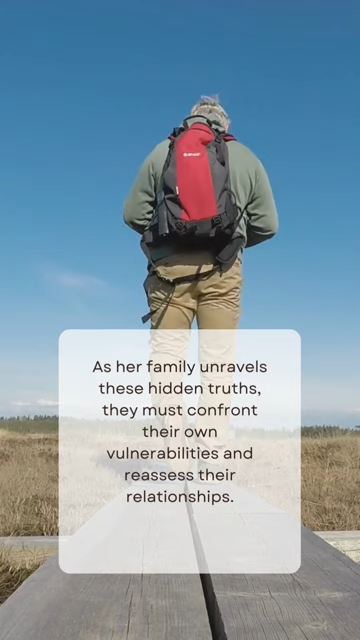 As her family unravels
these hidden truths,
they must confront
their own
vulnerabilities and
reassess their
relationships.